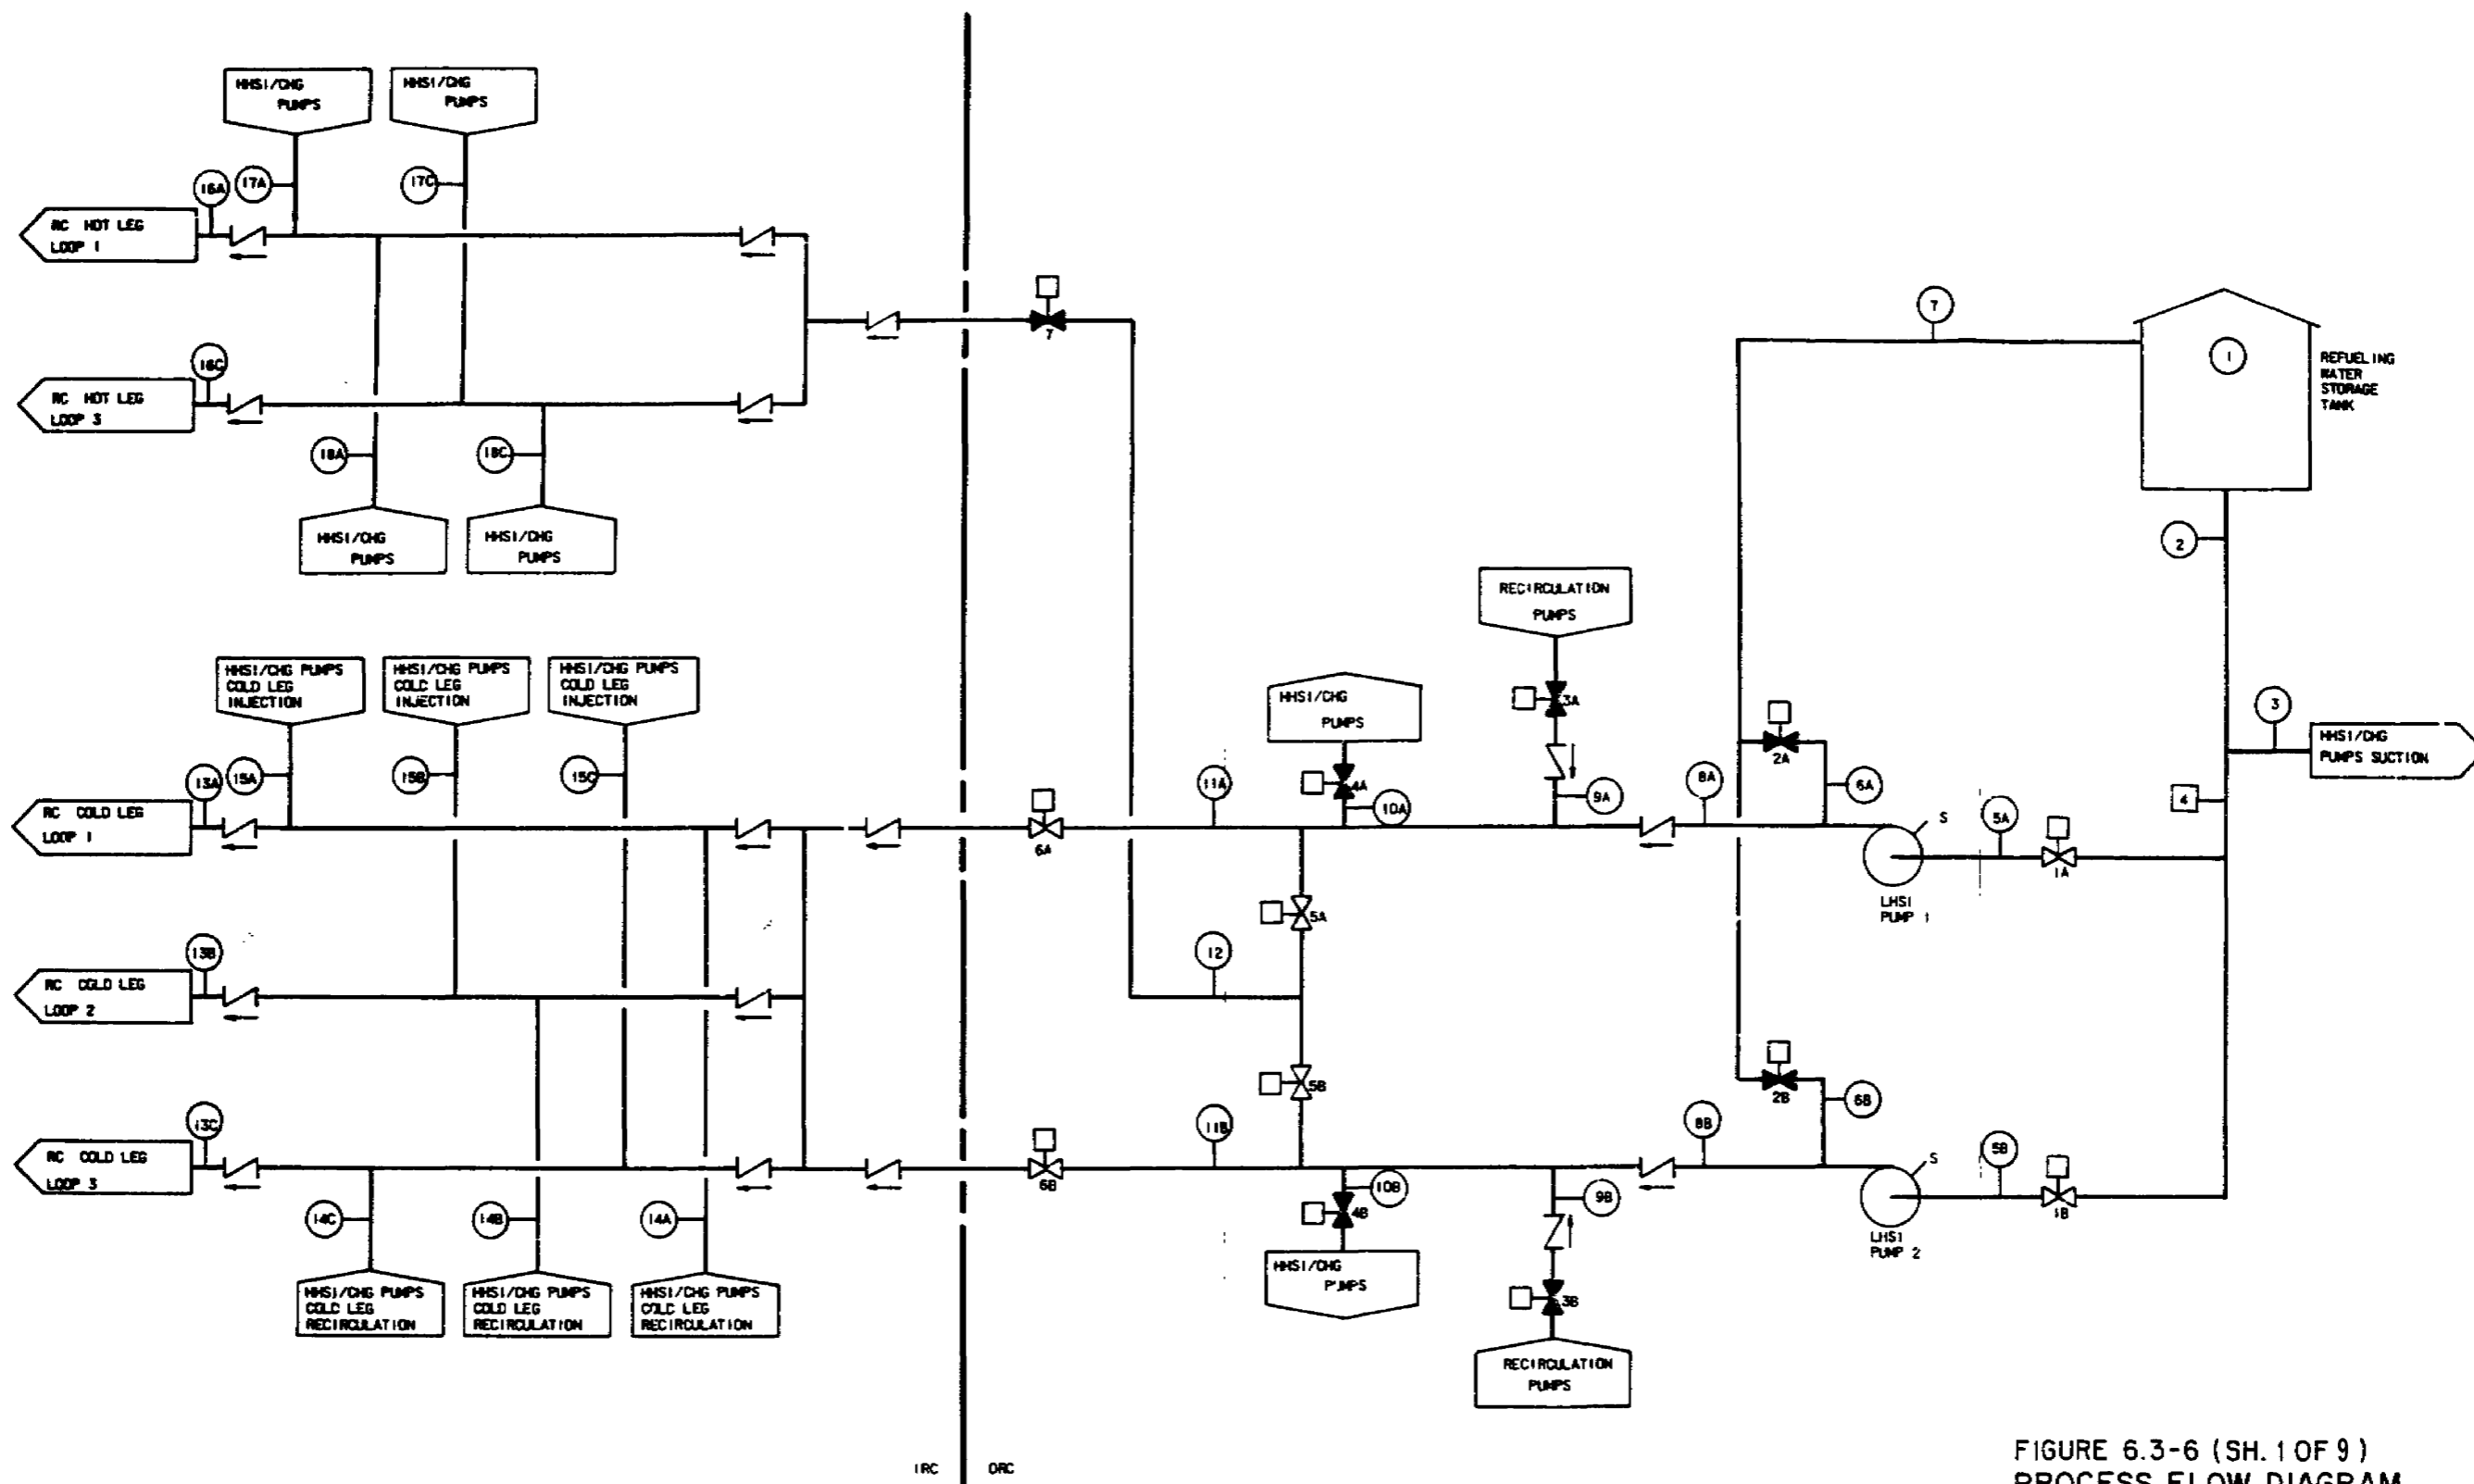 HHSI/CHG
PUMPS
HHSI/CHG
PUMPS
16A
17A
17C
RC HOT LEG
LOOP 1
7
7
1
REFUELING
WATER
STORAGE
TANK
16C
RC HOT LEG
LOOP 3
18A
18C
HHSI/CHG
PUMPS
HHSI/CHG
PUMPS
2
RECIRCULATION
PUMPS
HHSI/CHG PUMPS
COLD LEG
INJECTION
HHSI/CHG PUMPS
COLD LEG
INJECTION
HHSI/CHG PUMPS
COLD LEG
INJECTION
HHSI/CHG
PUMPS
3A
3
HHSI/CHG
PUMPS SUCTION
2A
13A
15A
15B
15C
11A
4A
10A
9A
8A
6A
4
RC COLD LEG
LOOP 1
6A
S
5A
1A
LHSI
PUMP 1
5A
13B
12
RC COLD LEG
LOOP 2
5B
2B
6B
13C
11B
8B
RC COLD LEG
LOOP 3
6B
10B
9B
S
5B
1B
14C
14B
14A
4B
LHSI
PUMP 2
HHSI/CHG PUMPS
COLD LEG
RECIRCULATION
HHSI/CHG PUMPS
COLD LEG
RECIRCULATION
HHSI/CHG PUMPS
COLD LEG
RECIRCULATION
HHSI/CHG
PUMPS
3B
RECIRCULATION
PUMPS
IRC
ORC
FIGURE 6.3-6 (SH. 1 OF 9)
PROCESS FLOW DIAGRAM